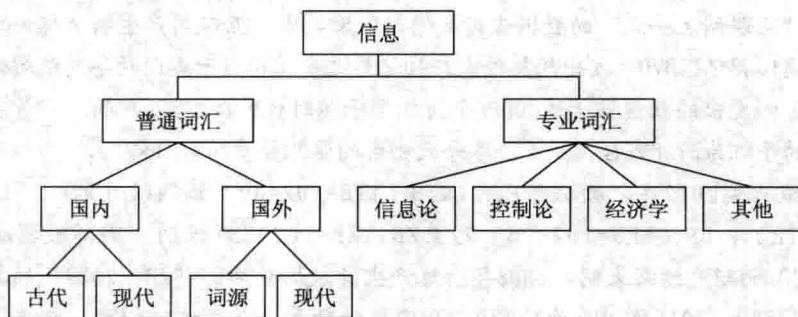 信息
普通词汇 专业词汇
国内 国外 信息论 控制论 经济学 其他
古代 现代 词源 现代